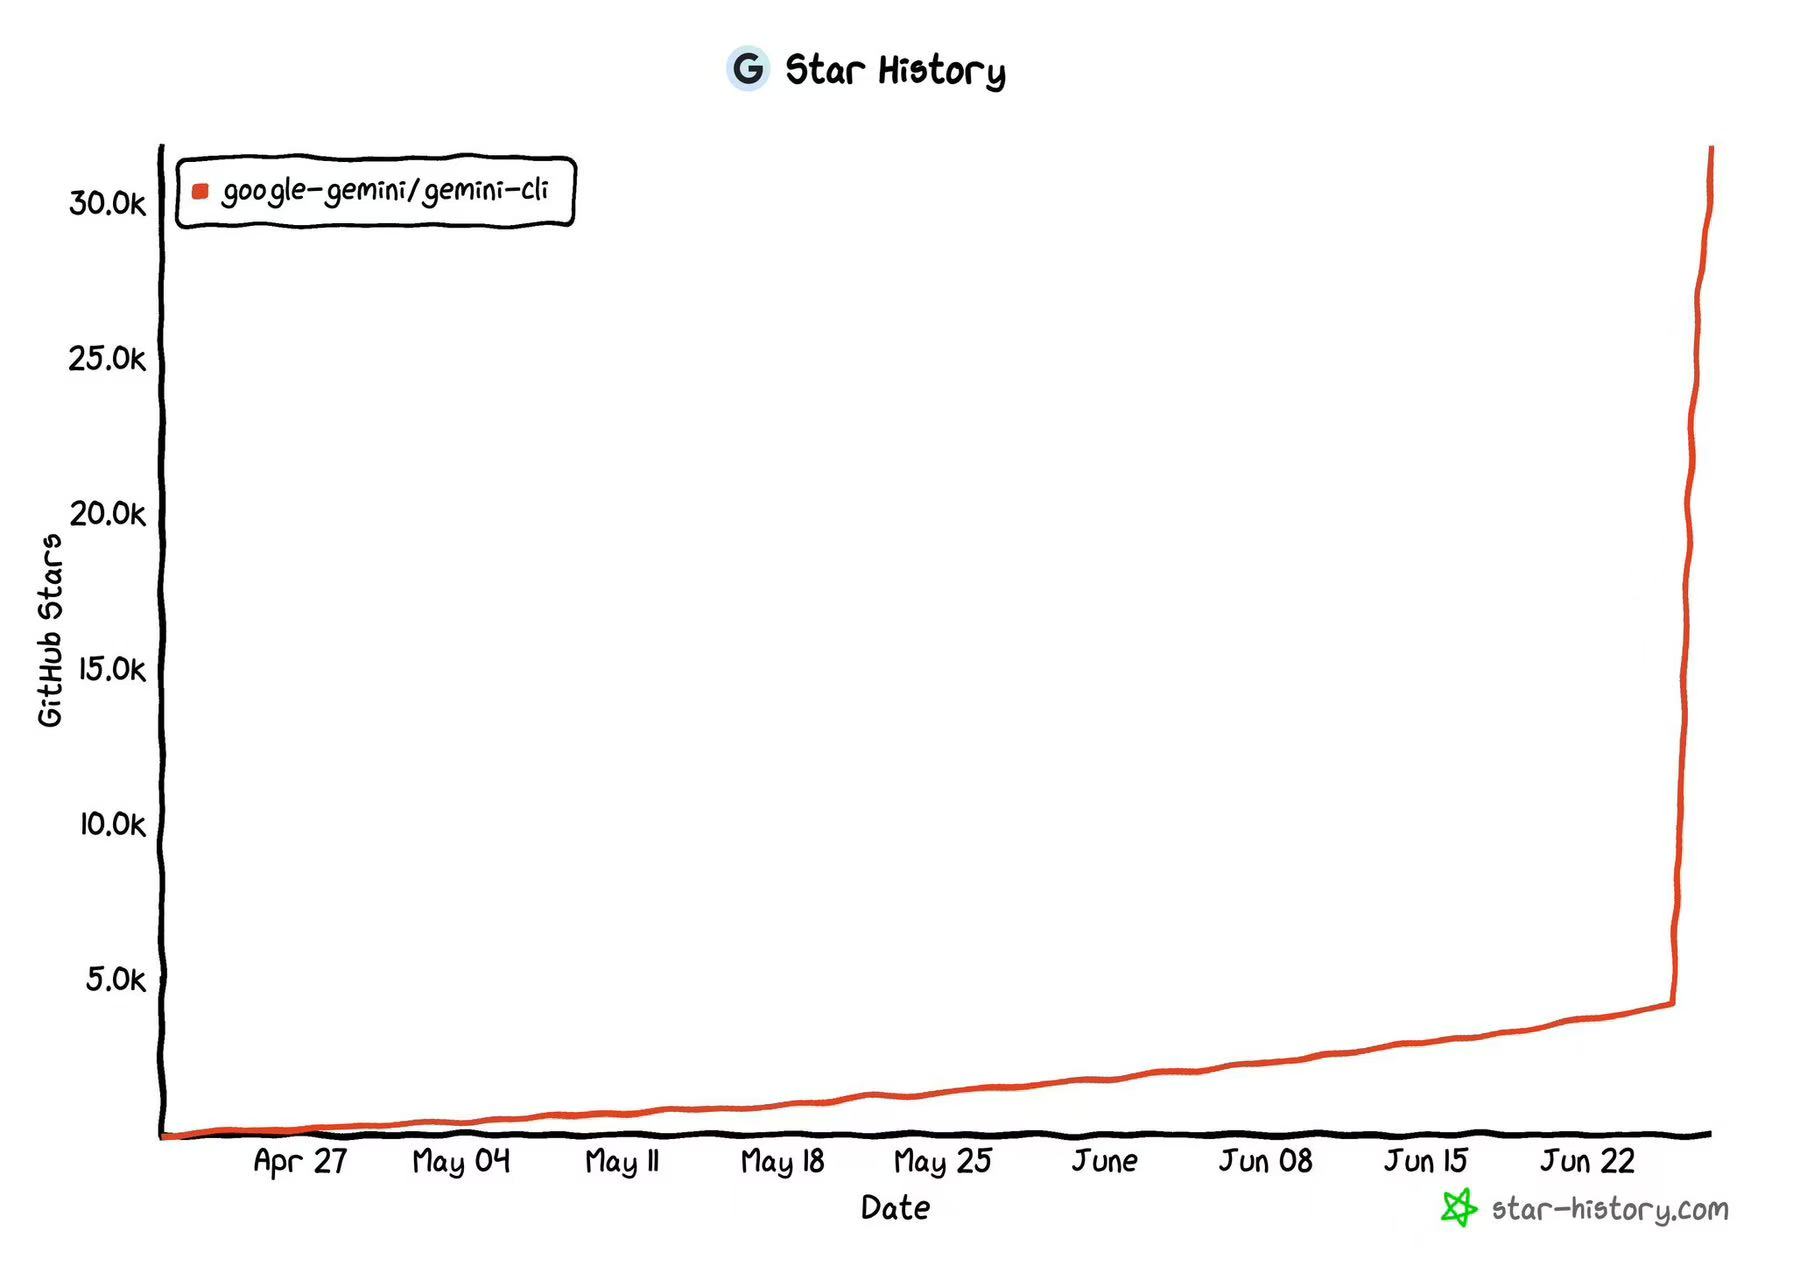 G Star History
google-gemini/gemini-cli
30.0K
25.0K
20.0K
15.0K
10.0K
5.0K
GitHub Stars
Apr 27 May 04 May 11 May 18 May 25 June Jun 08 Jun 15 Jun 22
Date
star-history.com